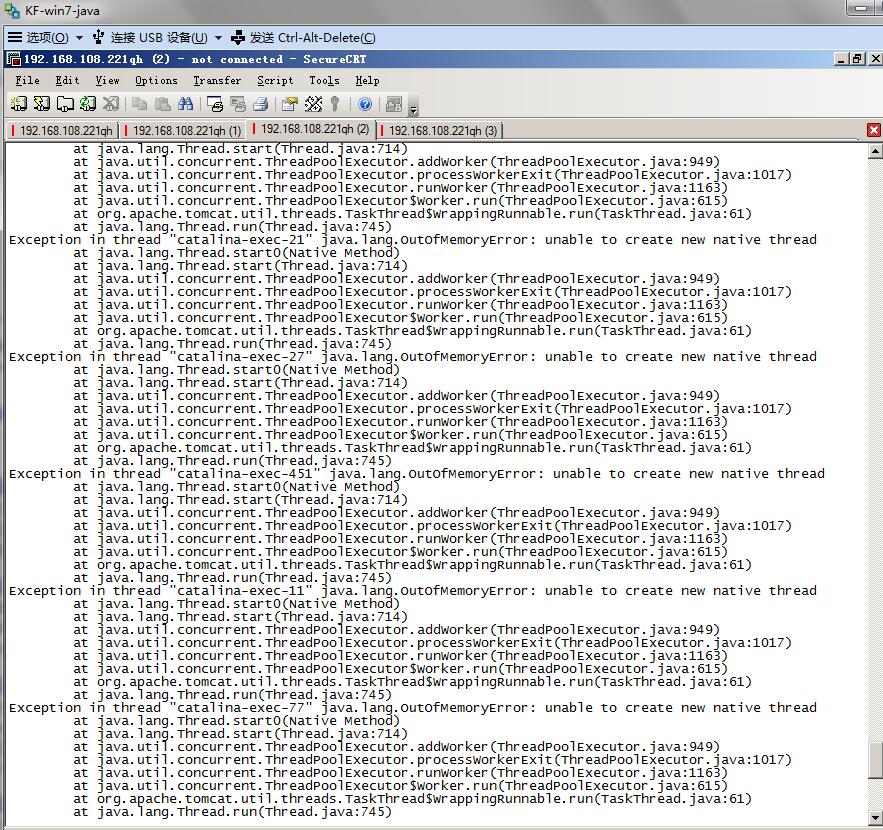 KF-win7-java
选项(O) 连接 USB 设备(U) 发送 Ctrl-Alt-Delete(C)
192.168.108.221qh (2) - not connected - SecureCRT
File Edit View Options Transfer Script Tools Help
192.168.108.221qh 192.168.108.221qh (1) 192.168.108.221qh (2) 192.168.108.221qh (3)
at java.lang.Thread.start(Thread.java:714)
at java.util.concurrent.ThreadPoolExecutor.addWorker(ThreadPoolExecutor.java:949)
at java.util.concurrent.ThreadPoolExecutor.processWorkerExit(ThreadPoolExecutor.java:1017)
at java.util.concurrent.ThreadPoolExecutor.runWorker(ThreadPoolExecutor.java:1163)
at java.util.concurrent.ThreadPoolExecutor$Worker.run(ThreadPoolExecutor.java:615)
at org.apache.tomcat.util.threads.TaskThread$WrappingRunnable.run(TaskThread.java:61)
at java.lang.Thread.run(Thread.java:745)
Exception in thread "catalina-exec-21" java.lang.OutOfMemoryError: unable to create new native thread
at java.lang.Thread.start0(Native Method)
at java.lang.Thread.start(Thread.java:714)
at java.util.concurrent.ThreadPoolExecutor.addWorker(ThreadPoolExecutor.java:949)
at java.util.concurrent.ThreadPoolExecutor.processWorkerExit(ThreadPoolExecutor.java:1017)
at java.util.concurrent.ThreadPoolExecutor.runWorker(ThreadPoolExecutor.java:1163)
at java.util.concurrent.ThreadPoolExecutor$Worker.run(ThreadPoolExecutor.java:615)
at org.apache.tomcat.util.threads.TaskThread$WrappingRunnable.run(TaskThread.java:61)
at java.lang.Thread.run(Thread.java:745)
Exception in thread "catalina-exec-27" java.lang.OutOfMemoryError: unable to create new native thread
at java.lang.Thread.start0(Native Method)
at java.lang.Thread.start(Thread.java:714)
at java.util.concurrent.ThreadPoolExecutor.addWorker(ThreadPoolExecutor.java:949)
at java.util.concurrent.ThreadPoolExecutor.processWorkerExit(ThreadPoolExecutor.java:1017)
at java.util.concurrent.ThreadPoolExecutor.runWorker(ThreadPoolExecutor.java:1163)
at java.util.concurrent.ThreadPoolExecutor$Worker.run(ThreadPoolExecutor.java:615)
at org.apache.tomcat.util.threads.TaskThread$WrappingRunnable.run(TaskThread.java:61)
at java.lang.Thread.run(Thread.java:745)
Exception in thread "catalina-exec-451" java.lang.OutOfMemoryError: unable to create new native thread
at java.lang.Thread.start0(Native Method)
at java.lang.Thread.start(Thread.java:714)
at java.util.concurrent.ThreadPoolExecutor.addWorker(ThreadPoolExecutor.java:949)
at java.util.concurrent.ThreadPoolExecutor.processWorkerExit(ThreadPoolExecutor.java:1017)
at java.util.concurrent.ThreadPoolExecutor.runWorker(ThreadPoolExecutor.java:1163)
at java.util.concurrent.ThreadPoolExecutor$Worker.run(ThreadPoolExecutor.java:615)
at org.apache.tomcat.util.threads.TaskThread$WrappingRunnable.run(TaskThread.java:61)
at java.lang.Thread.run(Thread.java:745)
Exception in thread "catalina-exec-11" java.lang.OutOfMemoryError: unable to create new native thread
at java.lang.Thread.start0(Native Method)
at java.lang.Thread.start(Thread.java:714)
at java.util.concurrent.ThreadPoolExecutor.addWorker(ThreadPoolExecutor.java:949)
at java.util.concurrent.ThreadPoolExecutor.processWorkerExit(ThreadPoolExecutor.java:1017)
at java.util.concurrent.ThreadPoolExecutor.runWorker(ThreadPoolExecutor.java:1163)
at java.util.concurrent.ThreadPoolExecutor$Worker.run(ThreadPoolExecutor.java:615)
at org.apache.tomcat.util.threads.TaskThread$WrappingRunnable.run(TaskThread.java:61)
at java.lang.Thread.run(Thread.java:745)
Exception in thread "catalina-exec-77" java.lang.OutOfMemoryError: unable to create new native thread
at java.lang.Thread.start0(Native Method)
at java.lang.Thread.start(Thread.java:714)
at java.util.concurrent.ThreadPoolExecutor.addWorker(ThreadPoolExecutor.java:949)
at java.util.concurrent.ThreadPoolExecutor.processWorkerExit(ThreadPoolExecutor.java:1017)
at java.util.concurrent.ThreadPoolExecutor.runWorker(ThreadPoolExecutor.java:1163)
at java.util.concurrent.ThreadPoolExecutor$Worker.run(ThreadPoolExecutor.java:615)
at org.apache.tomcat.util.threads.TaskThread$WrappingRunnable.run(TaskThread.java:61)
at java.lang.Thread.run(Thread.java:745)